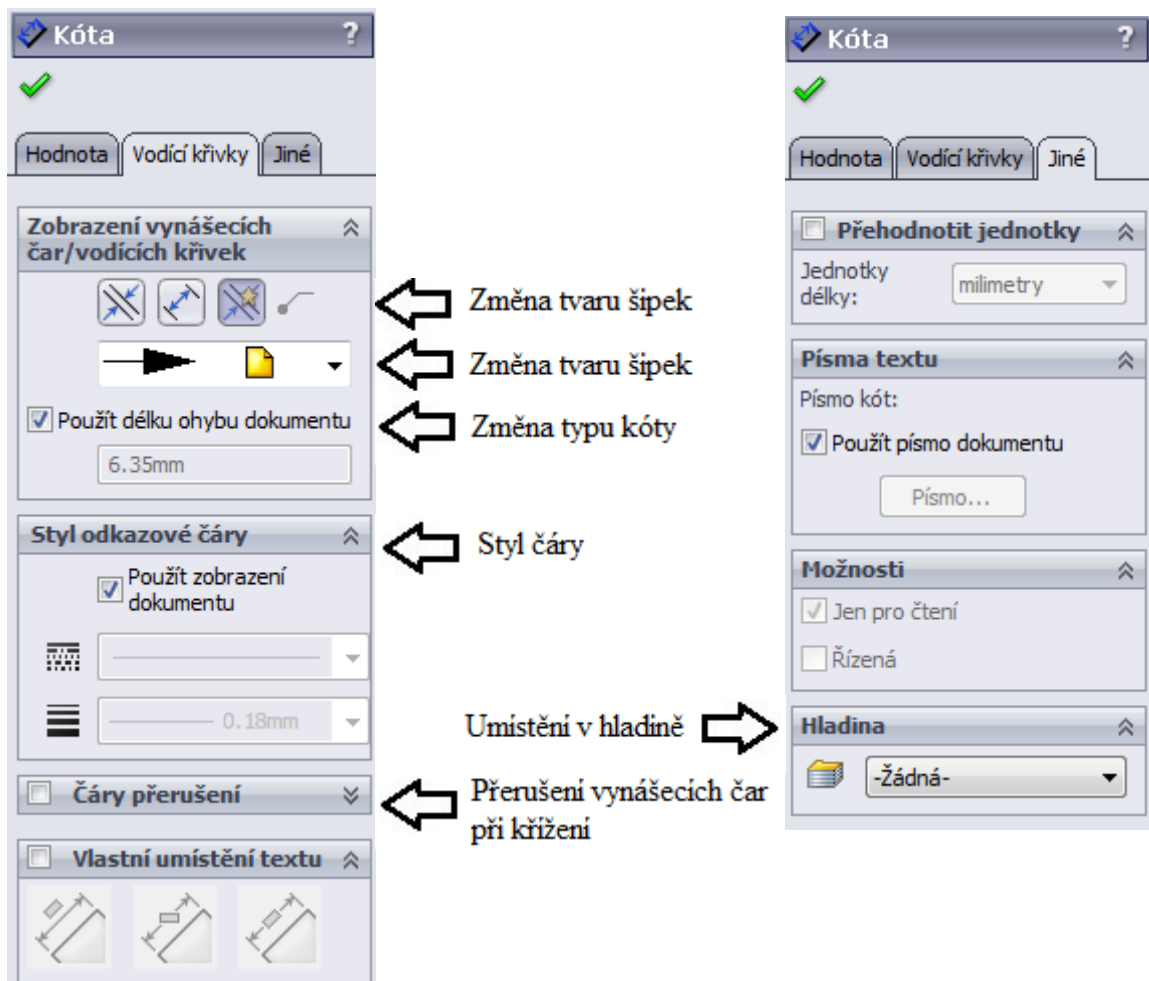 Kóta ?
Hodnota Vodící křivky Jiné
Zobrazení vynášecích
čar/vodících křivek
Použít délku ohybu dokumentu
6.35mm
Styl odkazové čáry
Použít zobrazení
dokumentu
0.18mm
Čáry přerušení
Vlastní umístění textu
Změna tvaru šipek
Změna tvaru šipek
Změna typu kóty
Styl čáry
Umístění v hladině
Přerušení vynášecích čar
při křížení
Kóta ?
Hodnota Vodící křivky Jiné
Přehodnotit jednotky
Jednotky
délky:
milimetry
Písma textu
Písmo kót:
Použít písmo dokumentu
Písmo...
Možnosti
Jen pro čtení
Řízená
Hladina
-Žádná-